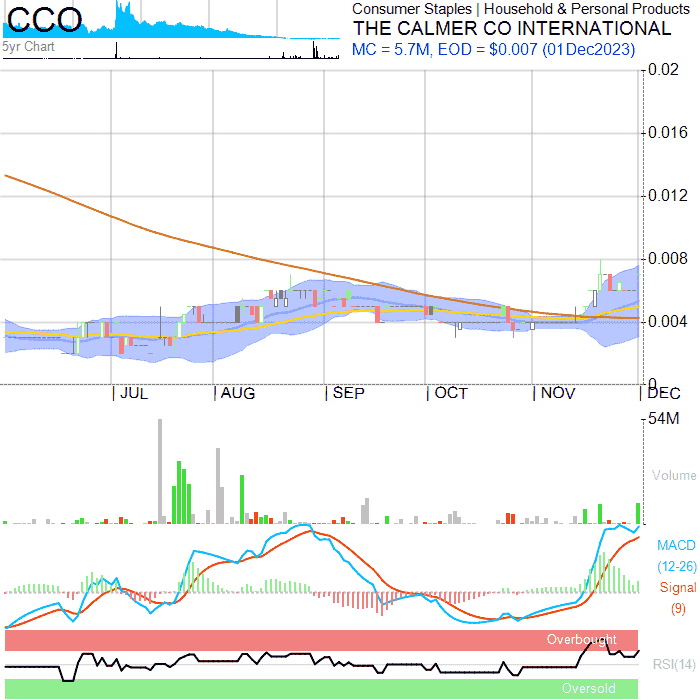 CCO
5yr Chart
Consumer Staples | Household & Personal Products
THE CALMER CO INTERNATIONAL
MC = 5.7M, EOD = $0.007 (01Dec2023)
0.02
0.016
0.012
0.008
0.004
0
JUL AUG SEP OCT NOV DEC
54M
Volume
MACD
(12-26)
Signal
(9)
Overbought
RSI(14)
Oversold